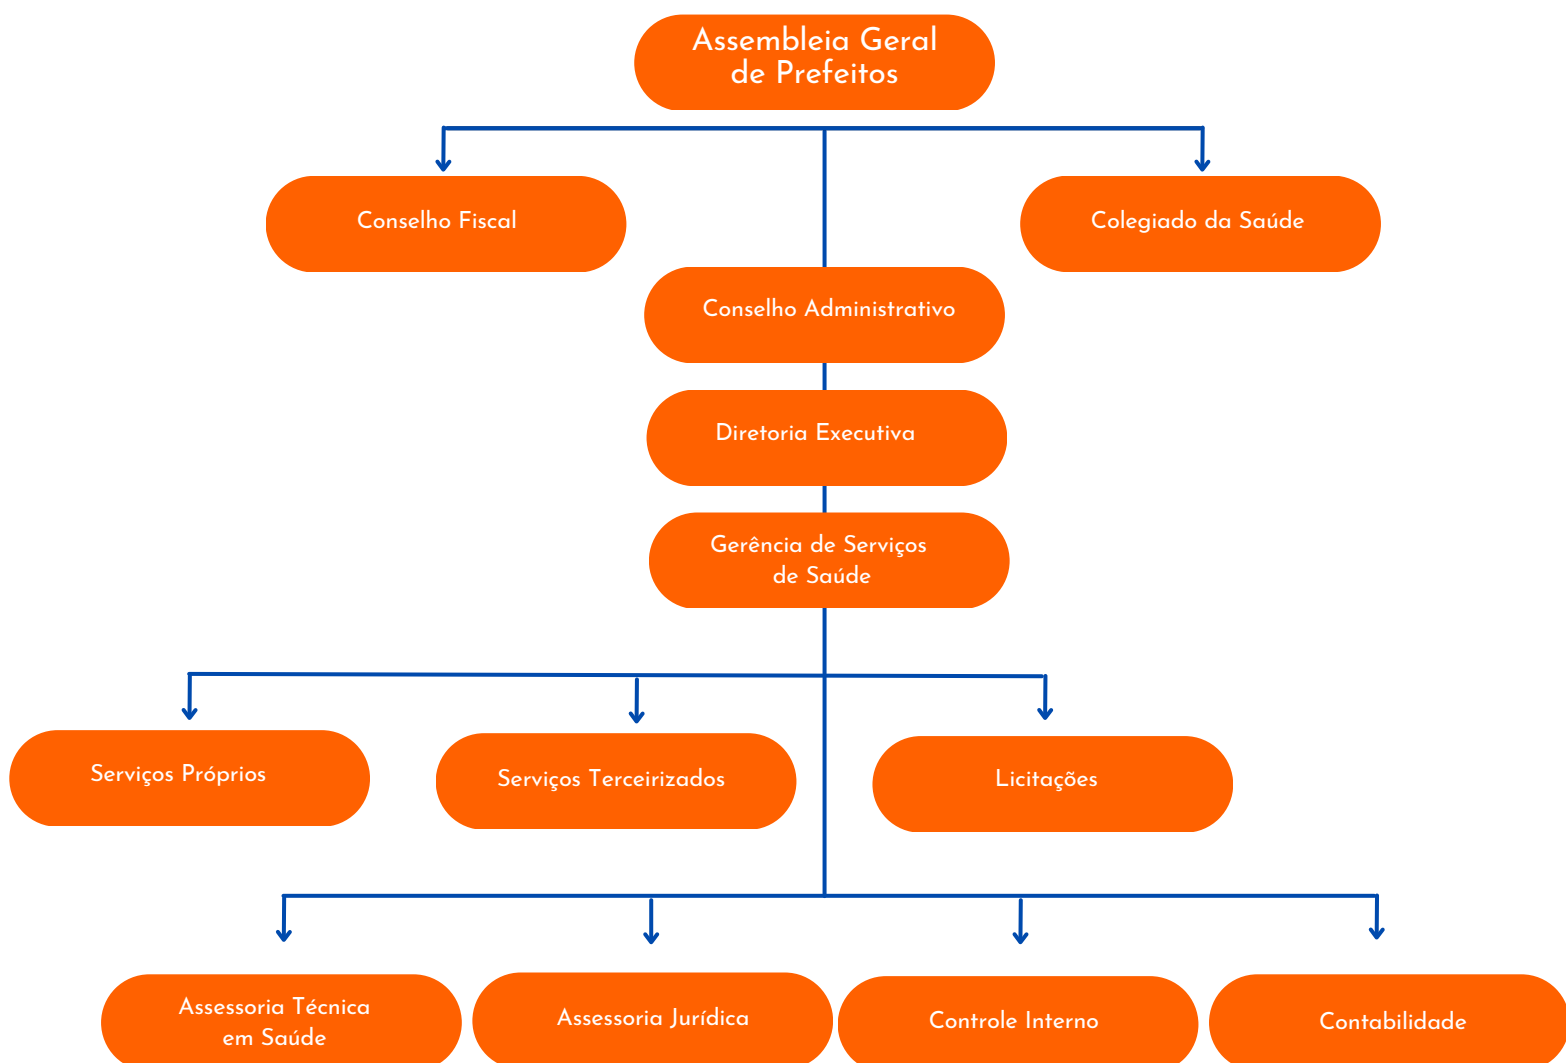 Assembleia Geral
de Prefeitos
Conselho Fiscal
Colegiado da Saúde
Conselho Administrativo
Diretoria Executiva
Gerência de Serviços
de Saúde
Serviços Próprios
Serviços Terceirizados
Licitações
Assessoria Técnica
em Saúde
Assessoria Jurídica
Controle Interno
Contabilidade